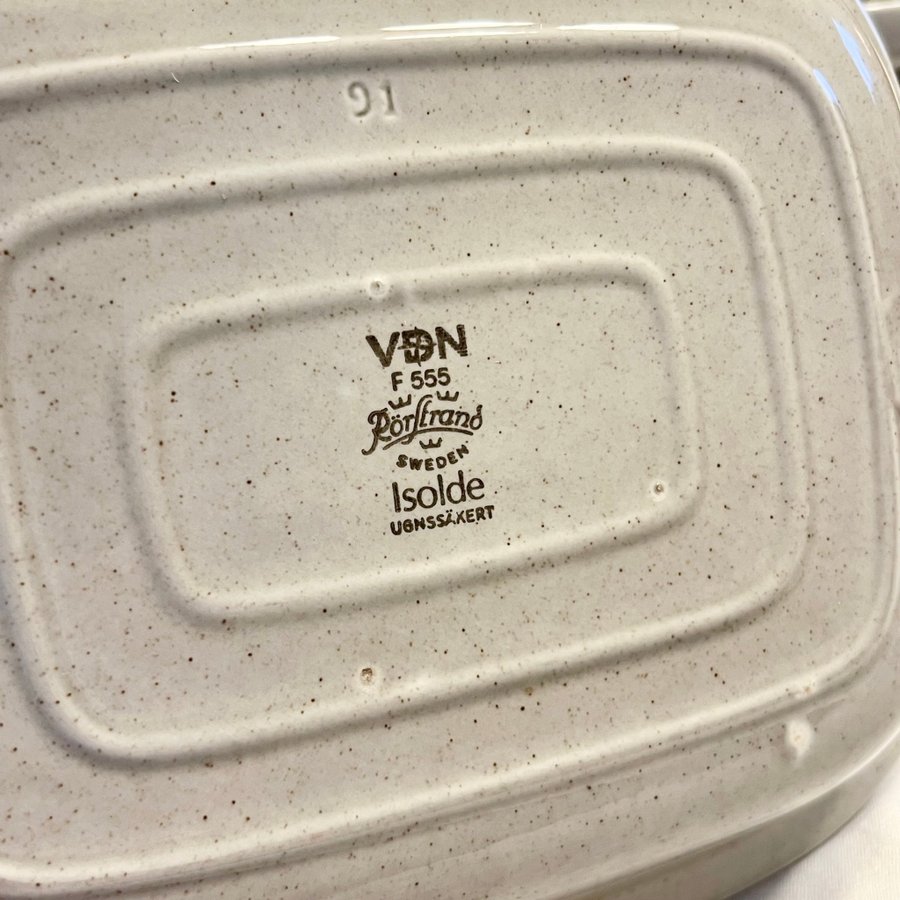 91
VDN
F 555
Rörstrand
SWEDEN
Isolde
UGNSSÄKERT